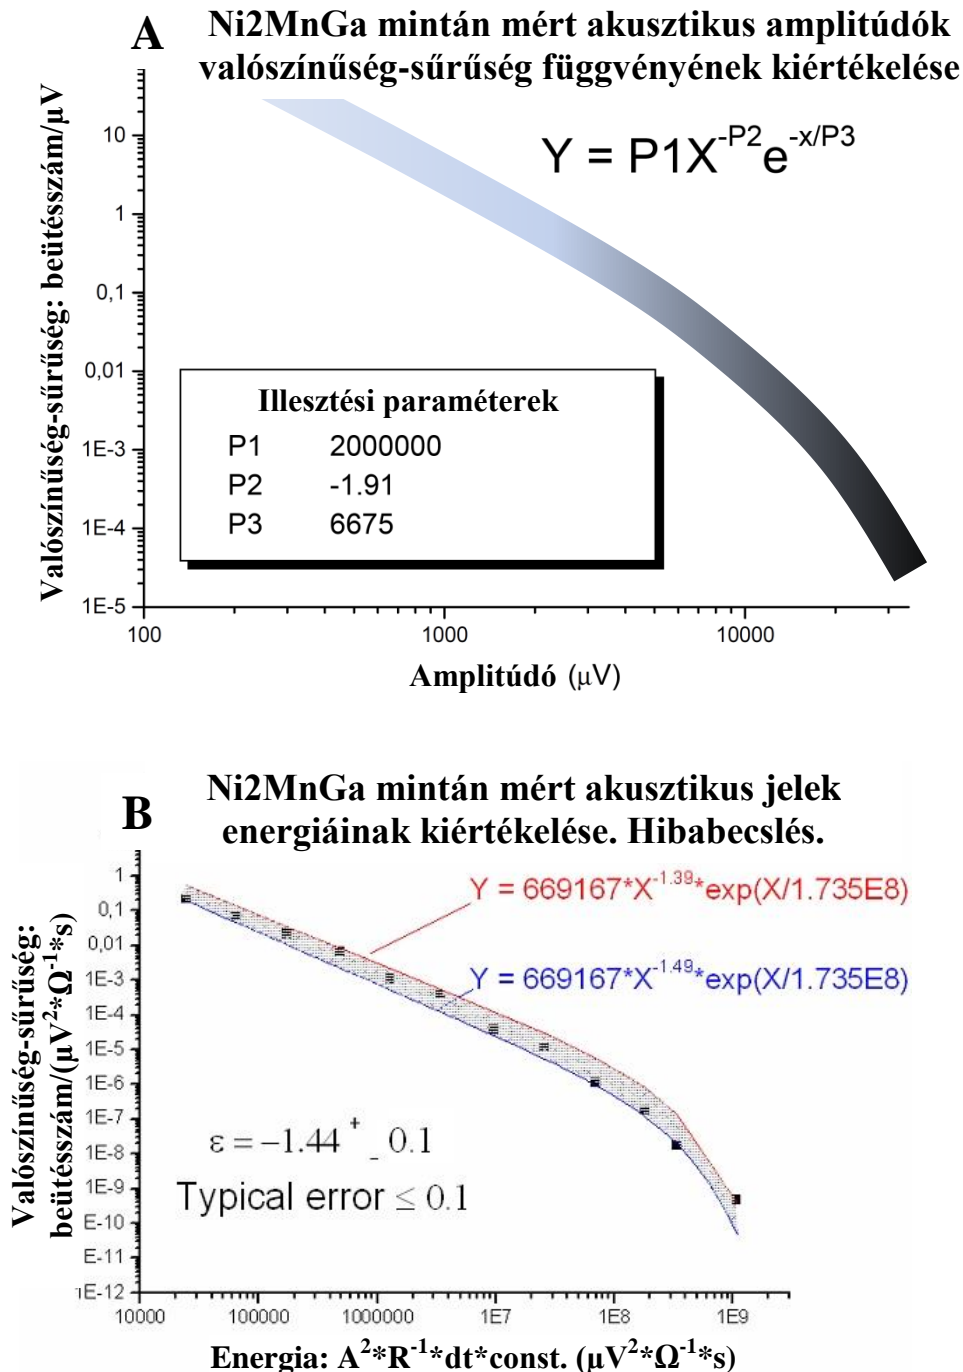 A
Ni2MnGa mintán mért akusztikus amplitúdók
valószínűség-sűrűség függvényének kiértékelése
Valószínűség-sűrűség: beütésszám/μV
10
1
0,1
0,01
1E-3
1E-4
1E-5
Y = P1X^-P2 e^-x/P3
Illesztési paraméterek
P1 2000000
P2 -1.91
P3 6675
100 1000 10000
Amplitúdó (μV)
B
Ni2MnGa mintán mért akusztikus jelek
energiáinak kiértékelése. Hibabecslés.
Valószínűség-sűrűség:
beütésszám/(μV²*Ω⁻¹*s)
1
0,1
0,01
1E-3
1E-4
1E-5
1E-6
1E-7
1E-8
1E-9
E-10
E-11
1E-12
Y = 669167*X^-1.39*exp(X/1.735E8)
Y = 669167*X^-1.49*exp(X/1.735E8)
ε = −1.44 +_ 0.1
Typical error ≤ 0.1
10000 100000 1000000 1E7 1E8 1E9
Energia: A²*R⁻¹*dt*const. (μV²*Ω⁻¹*s)